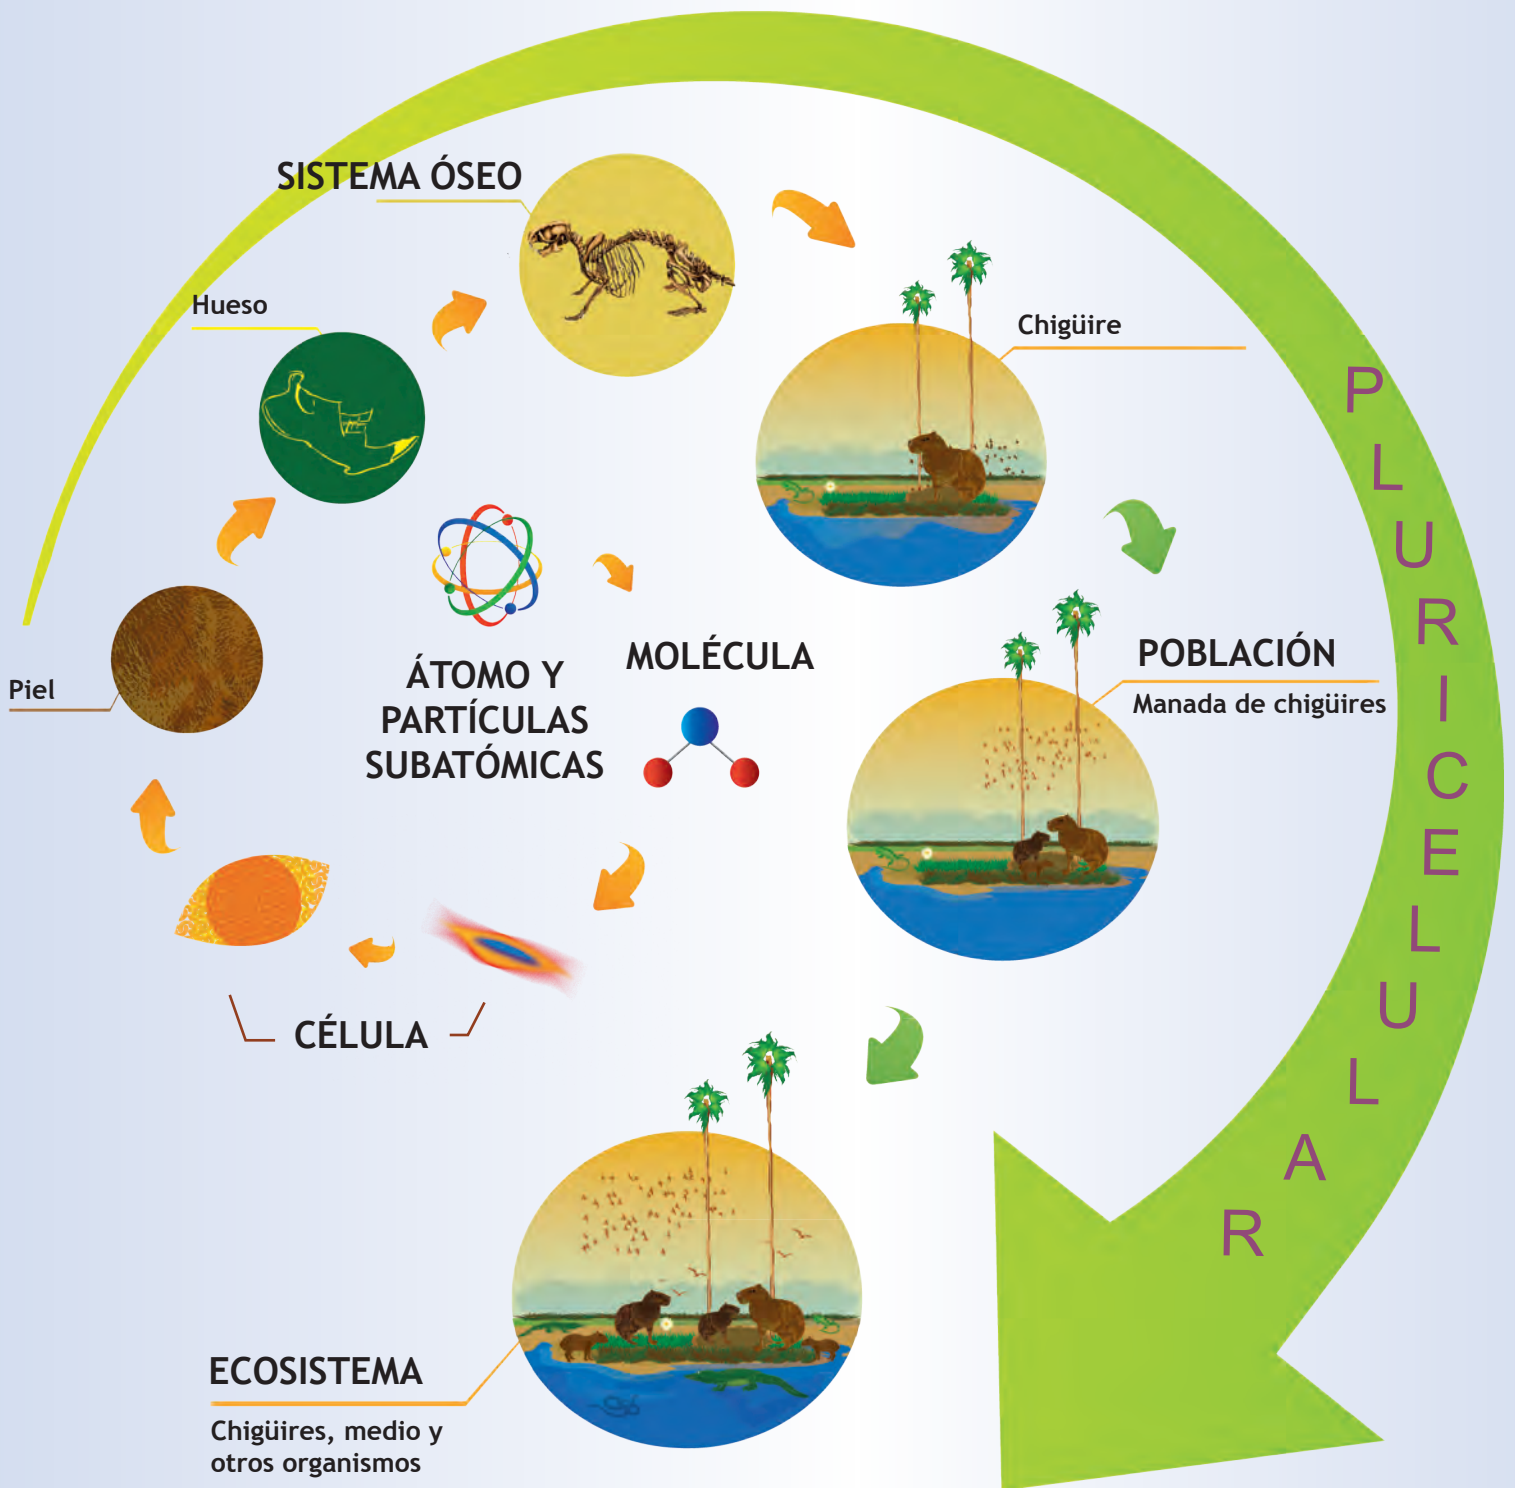 SISTEMA ÓSEO
Hueso
Chigüire
Piel
ÁTOMO Y
PARTÍCULAS
SUBATÓMICAS
MOLÉCULA
POBLACIÓN
Manada de chigüires
CÉLULA
ECOSISTEMA
Chigüires, medio y
otros organismos
PLURICELULAR